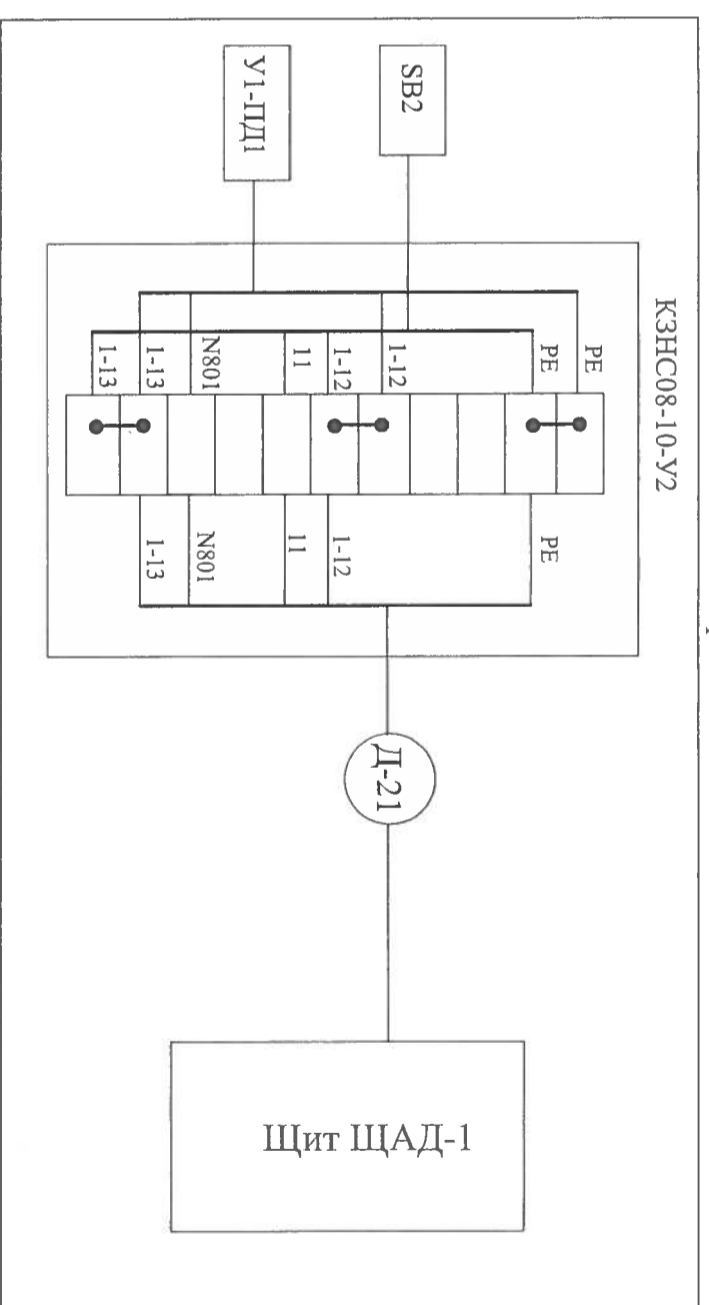 КЗНС08-10-У2
SB2
У1-ПД1
PE
PE
1-12
1-12
11
N801
1-13
1-13
PE
1-12
11
N801
1-13
Д-21
Щит ЩАД-1